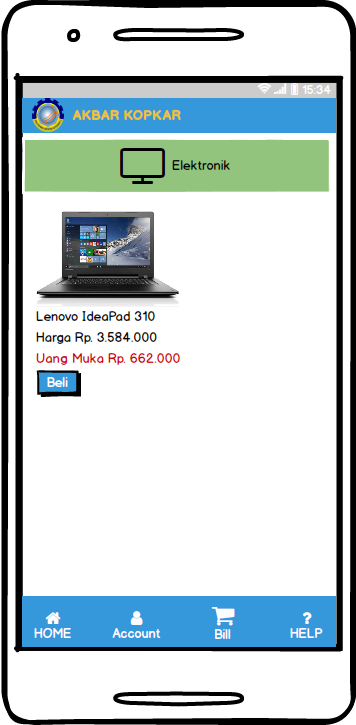 15:34
AKBAR KOPKAR
Elektronik
Lenovo IdeaPad 310
Harga Rp. 3.584.000
Uang Muka Rp. 662.000
Beli
HOME Account Bill HELP